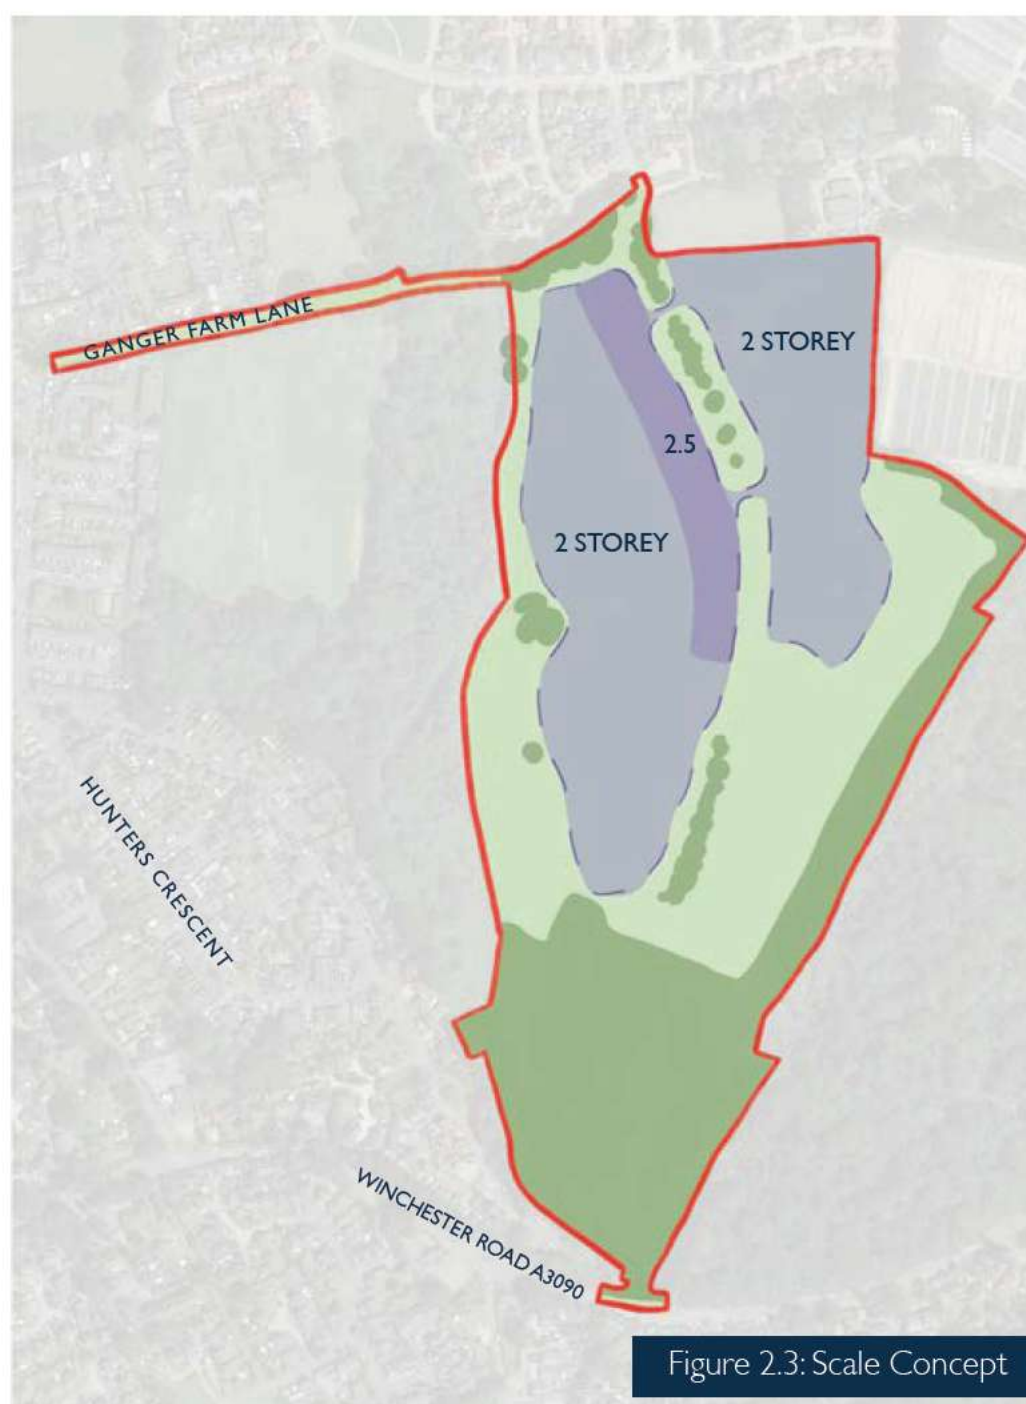 GANGER FARM LANE
2 STOREY
2.5
2 STOREY
HUNTERS CRESCENT
WINCHESTER ROAD A3090
Figure 2.3: Scale Concept